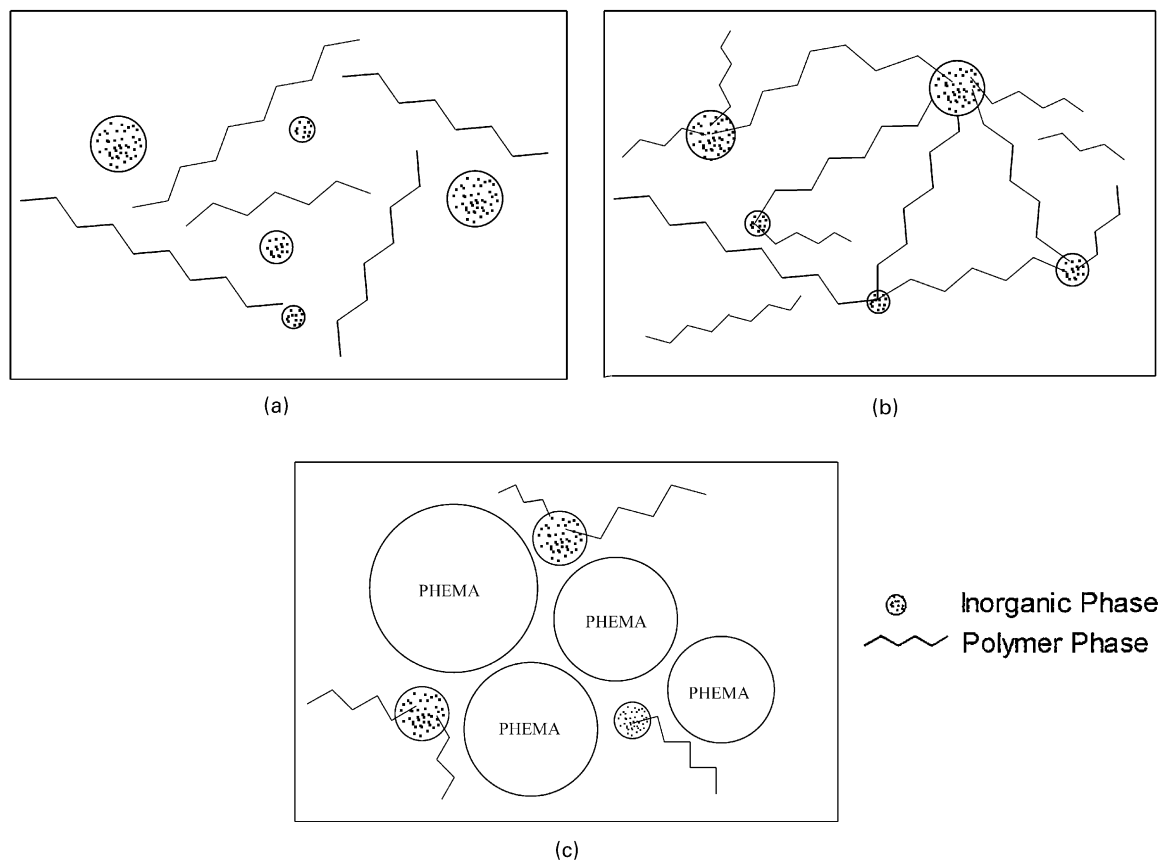 (a)
(b)
PHEMA
PHEMA
PHEMA
PHEMA
Inorganic Phase
Polymer Phase
(c)